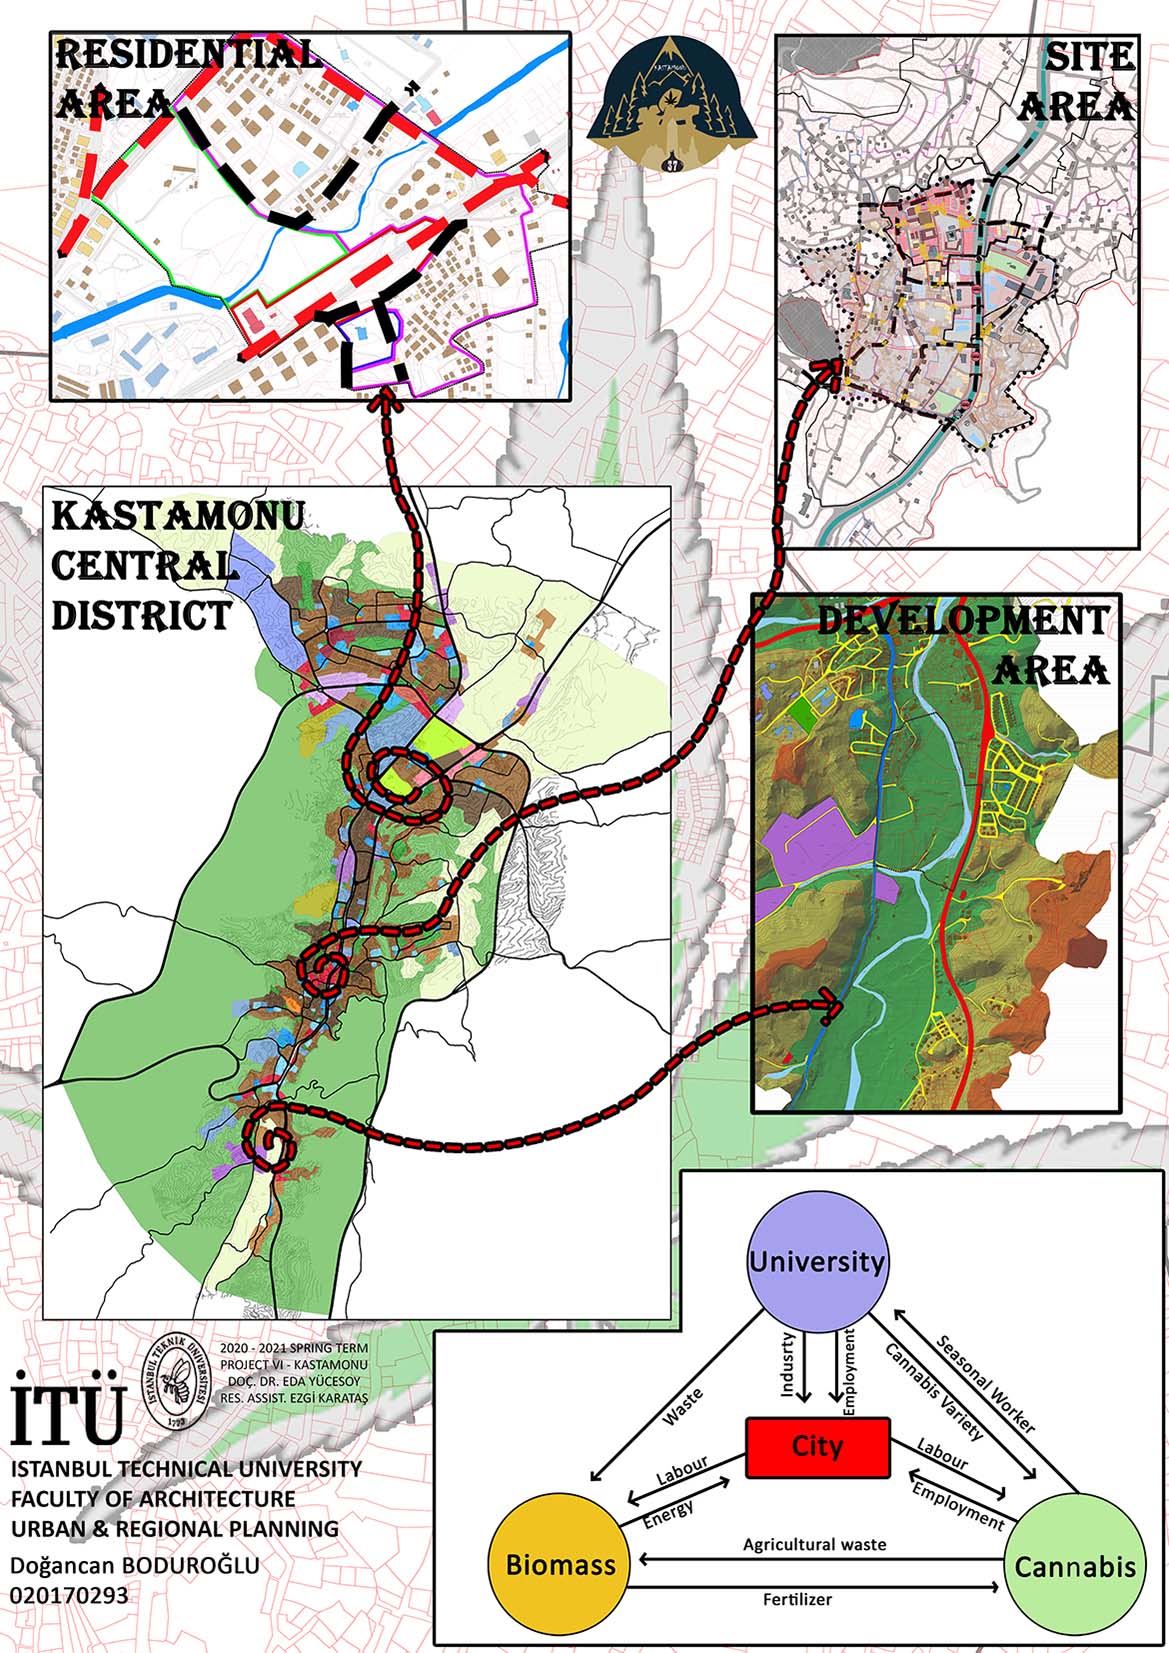 RESIDENTIAL
AREA
KASTAMONU
37
SITE
AREA
KASTAMONU
CENTRAL
DISTRICT
DEVELOPMENT
AREA
University
Indusrty
Employment
Waste
Seasonal Worker
Cannabis Variety
City
Labour
Energy
Labour
Employment
Biomass
Agricultural waste
Fertilizer
Cannabis
İSTANBUL TEKNİK ÜNİVERSİTESİ
1773
2020 - 2021 SPRING TERM
PROJECT VI - KASTAMONU
DOÇ. DR. EDA YÜCESOY
RES. ASSIST. EZGİ KARATAŞ
İTÜ
ISTANBUL TECHNICAL UNIVERSITY
FACULTY OF ARCHITECTURE
URBAN & REGIONAL PLANNING
Doğancan BODUROĞLU
020170293